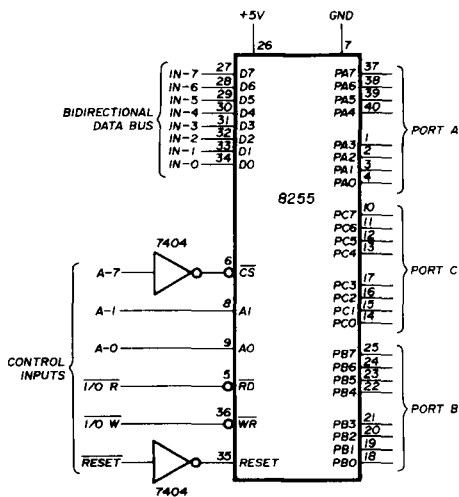 +5V GND
26 7
IN-7 27 D7 PA7 37
IN-6 28 D6 PA6 38
IN-5 29 D5 PA5 39
IN-4 30 D4 PA4 40
IN-3 31 D3
IN-2 32 D2
IN-1 33 D1
IN-0 34 D0
BIDIRECTIONAL
DATA BUS
PA3 1
PA2 2
PA1 3
PA0 4
PORT A
8255
PC7 10
PC6 11
PC5 12
PC4 13
PC3 17
PC2 16
PC1 15
PC0 14
PORT C
7404
A-7 6 C̅S̅
A-1 8 A1
A-0 9 A0
I̅/̅O̅ ̅R̅ 5 R̅D̅
I̅/̅O̅ ̅W̅ 36 W̅R̅
R̅E̅S̅E̅T̅ 35 RESET
7404
CONTROL
INPUTS
PB7 25
PB6 24
PB5 23
PB4 22
PB3 21
PB2 20
PB1 19
PB0 18
PORT B